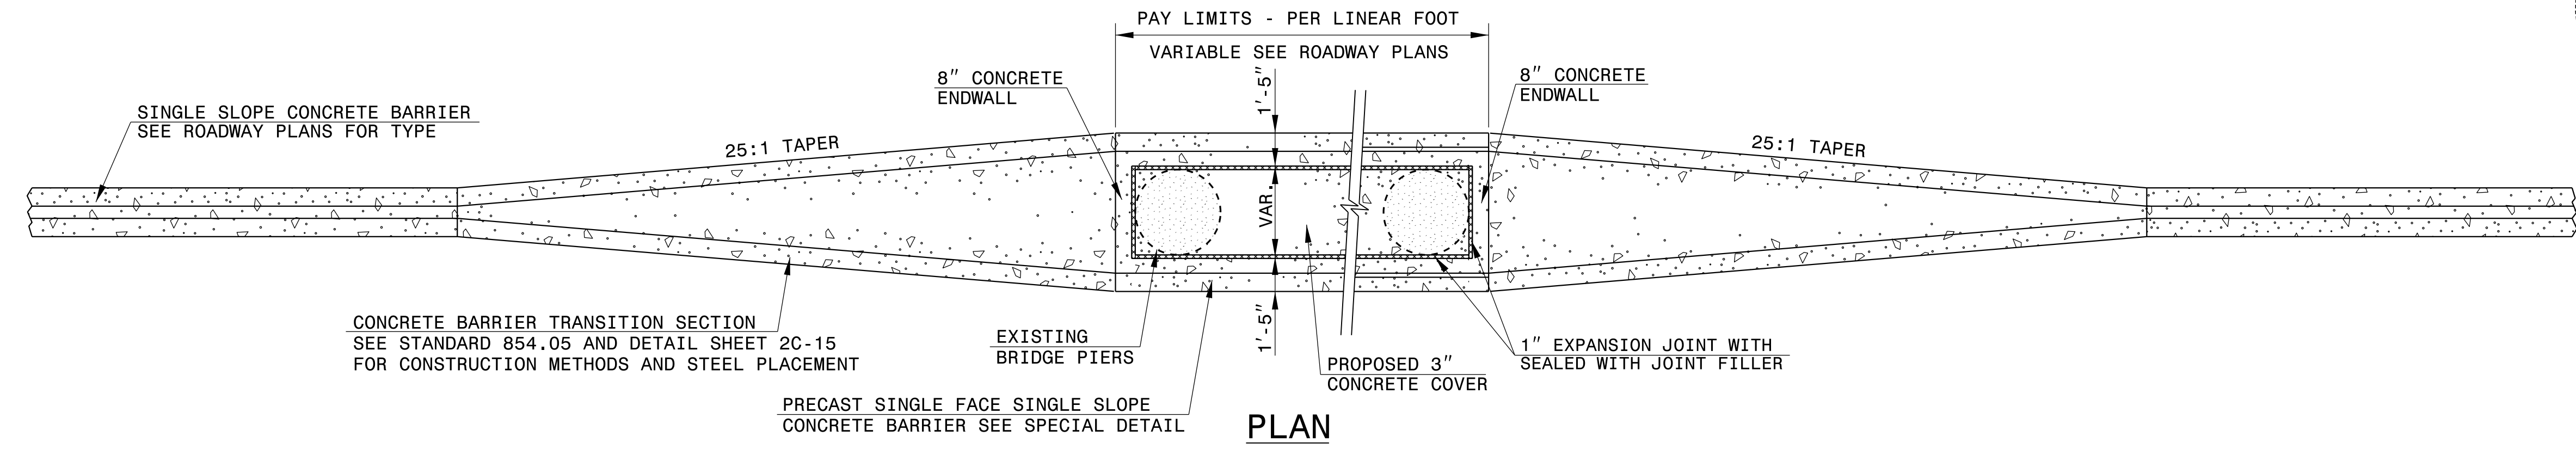 PAY LIMITS - PER LINEAR FOOT
VARIABLE SEE ROADWAY PLANS
8" CONCRETE
ENDWALL
1'-5"
8" CONCRETE
ENDWALL
SINGLE SLOPE CONCRETE BARRIER
SEE ROADWAY PLANS FOR TYPE
25:1 TAPER
25:1 TAPER
VAR.
1'-5"
CONCRETE BARRIER TRANSITION SECTION
SEE STANDARD 854.05 AND DETAIL SHEET 2C-15
FOR CONSTRUCTION METHODS AND STEEL PLACEMENT
EXISTING
BRIDGE PIERS
PROPOSED 3"
CONCRETE COVER
1" EXPANSION JOINT WITH
SEALED WITH JOINT FILLER
PRECAST SINGLE FACE SINGLE SLOPE
CONCRETE BARRIER SEE SPECIAL DETAIL
PLAN